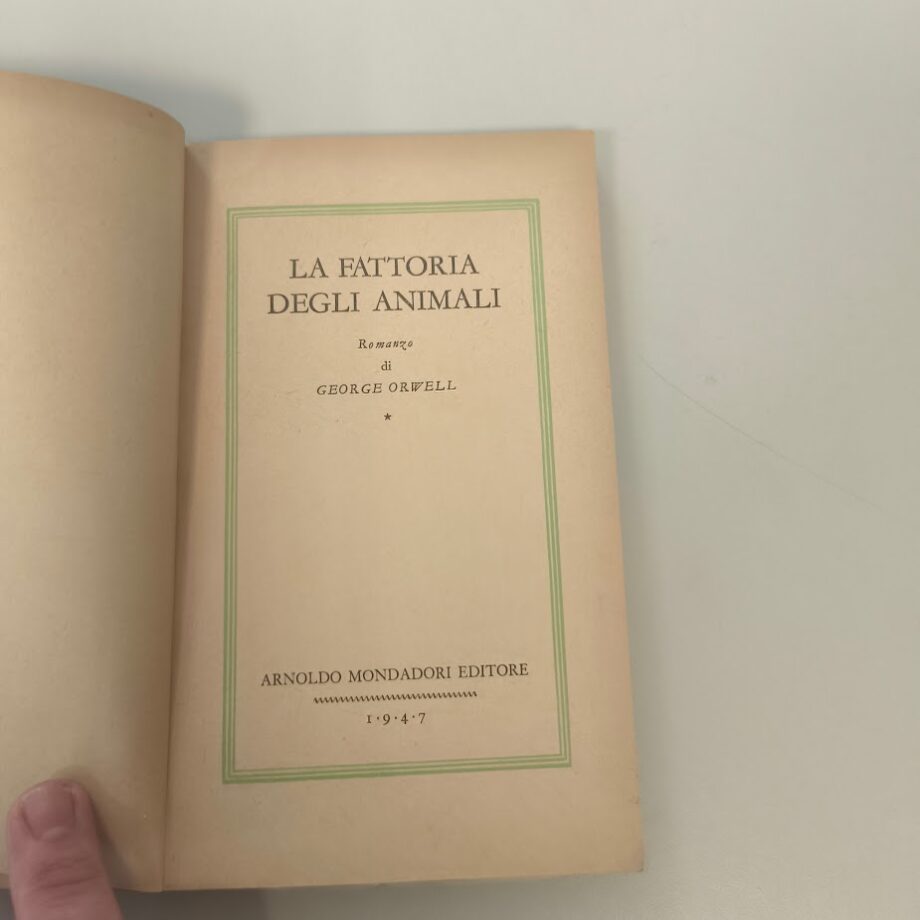 LA FATTORIA
DEGLI ANIMALI
Romanzo
di
GEORGE ORWELL
*
ARNOLDO MONDADORI EDITORE
1·9·4·7